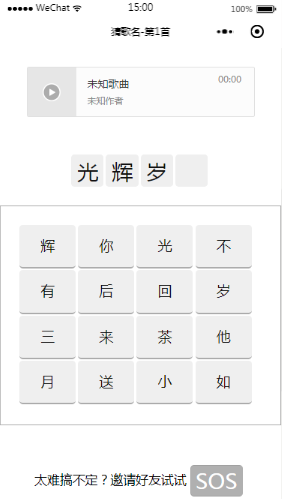 ●●●●● WeChat 15:00 100%
猜歌名-第1首
未知歌曲 00:00
未知作者
光 辉 岁
辉 你 光 不
有 后 回 岁
三 来 茶 他
月 送 小 如
太难搞不定？邀请好友试试 SOS